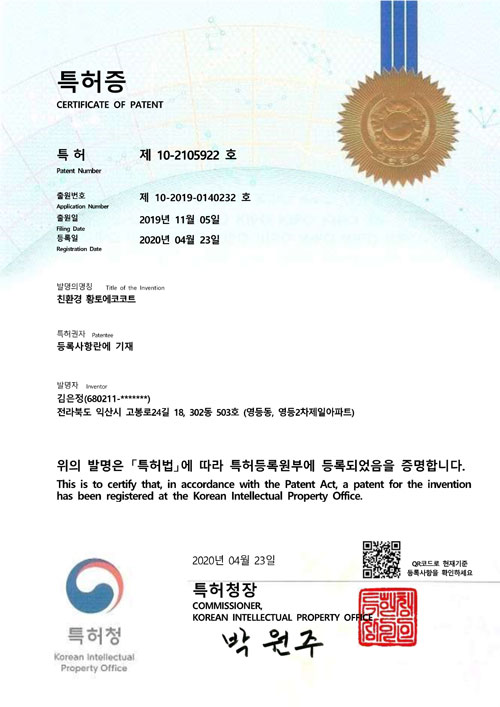 특허증
CERTIFICATE OF PATENT
특 허 제 10-2105922 호
Patent Number
출원번호 제 10-2019-0140232 호
Application Number
출원일 2019년 11월 05일
Filing Date
등록일 2020년 04월 23일
Registration Date
발명의명칭 Title of the Invention
친환경 황토에코코트
특허권자 Patentee
등록사항란에 기재
발명자 Inventor
김은정(680211-*******)
전라북도 익산시 고봉로24길 18, 302동 503호 (영등동, 영등2차제일아파트)
위의 발명은 「특허법」에 따라 특허등록원부에 등록되었음을 증명합니다.
This is to certify that, in accordance with the Patent Act, a patent for the invention
has been registered at the Korean Intellectual Property Office.
2020년 04월 23일
QR코드로 현재기준
등록사항을 확인하세요
특허청장
COMMISSIONER,
KOREAN INTELLECTUAL PROPERTY OFFICE
박원주
특허청
Korean Intellectual
Property Office